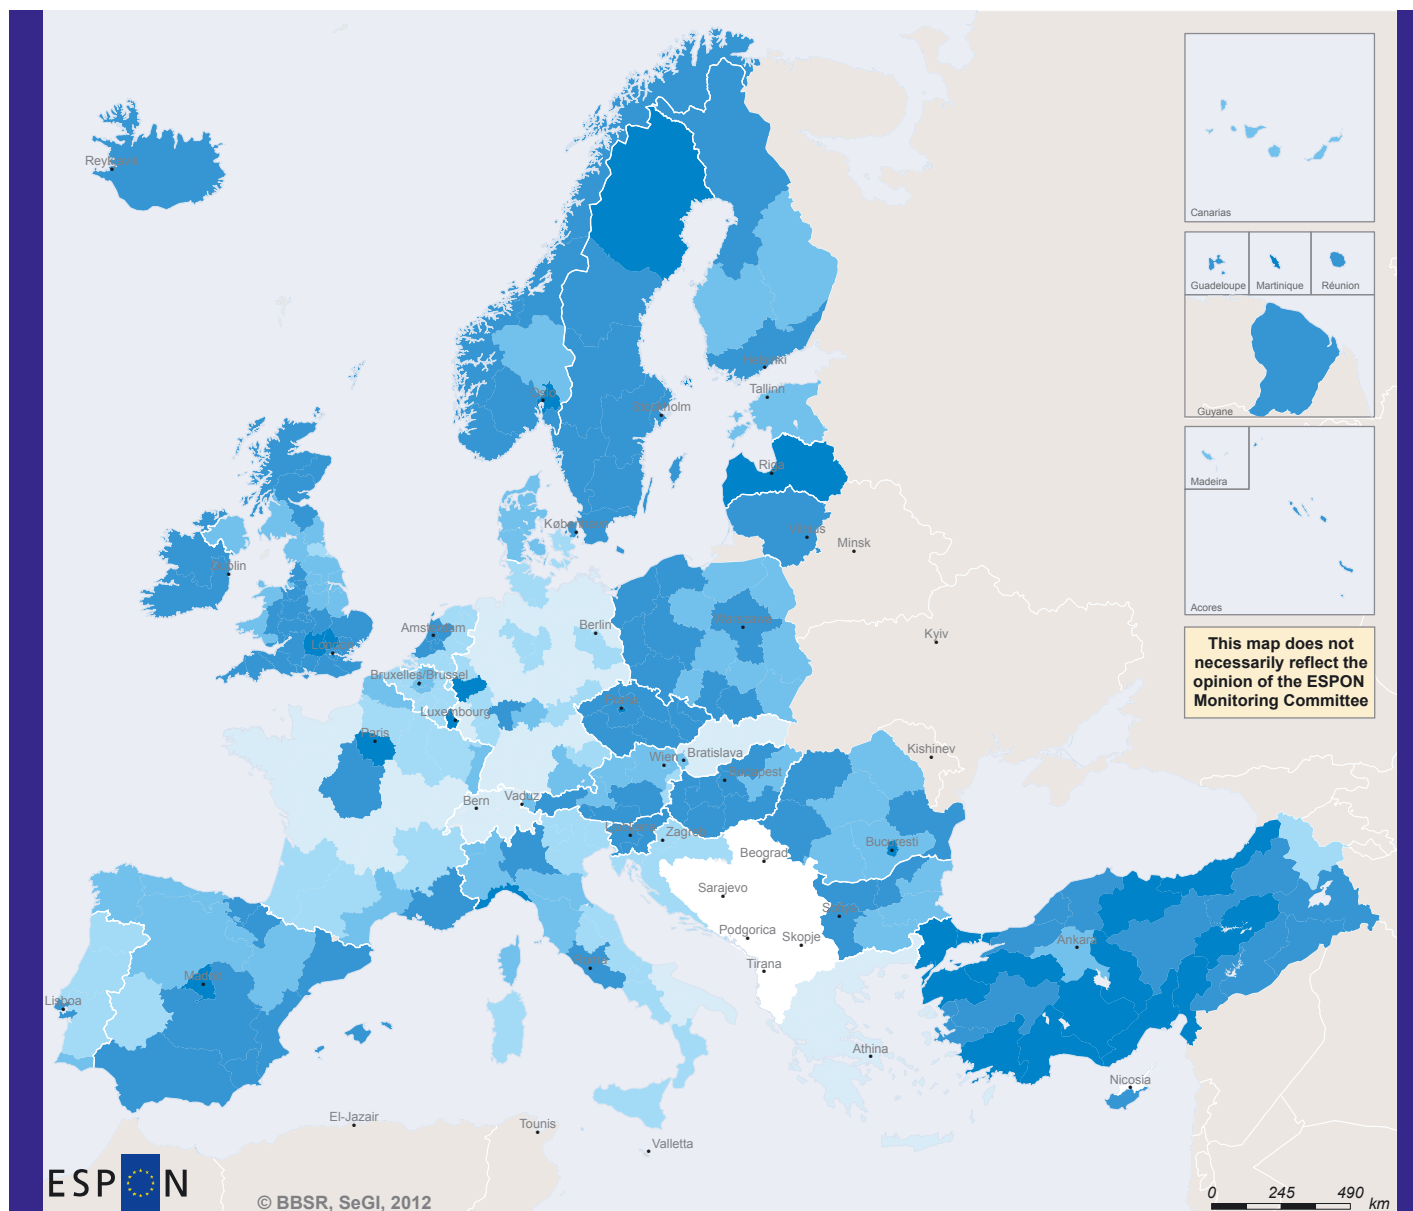 Canarias
Reykjavik
Guadeloupe
Martinique
Réunion
Helsinki
Tallinn
Oslo
Stockholm
Guyane
Riga
Madeira
København
Vilnius
Minsk
Dublin
Acores
Amsterdam
Berlin
Warszawa
Kyiv
London
This map does not
necessarily reflect the
opinion of the ESPON
Monitoring Committee
Bruxelles/Brussel
Praha
Luxembourg
Paris
Kishinev
Wien
Bratislava
Budapest
Bern
Vaduz
Ljubljana
Zagreb
Bucuresti
Beograd
Sarajevo
Sofiya
Podgorica
Skopje
Ankara
Roma
Tirana
Madrid
Lisboa
Athina
Nicosia
El-Jazair
Tounis
Valletta
ESPON
© BBSR, SeGI, 2012
0 245 490
km